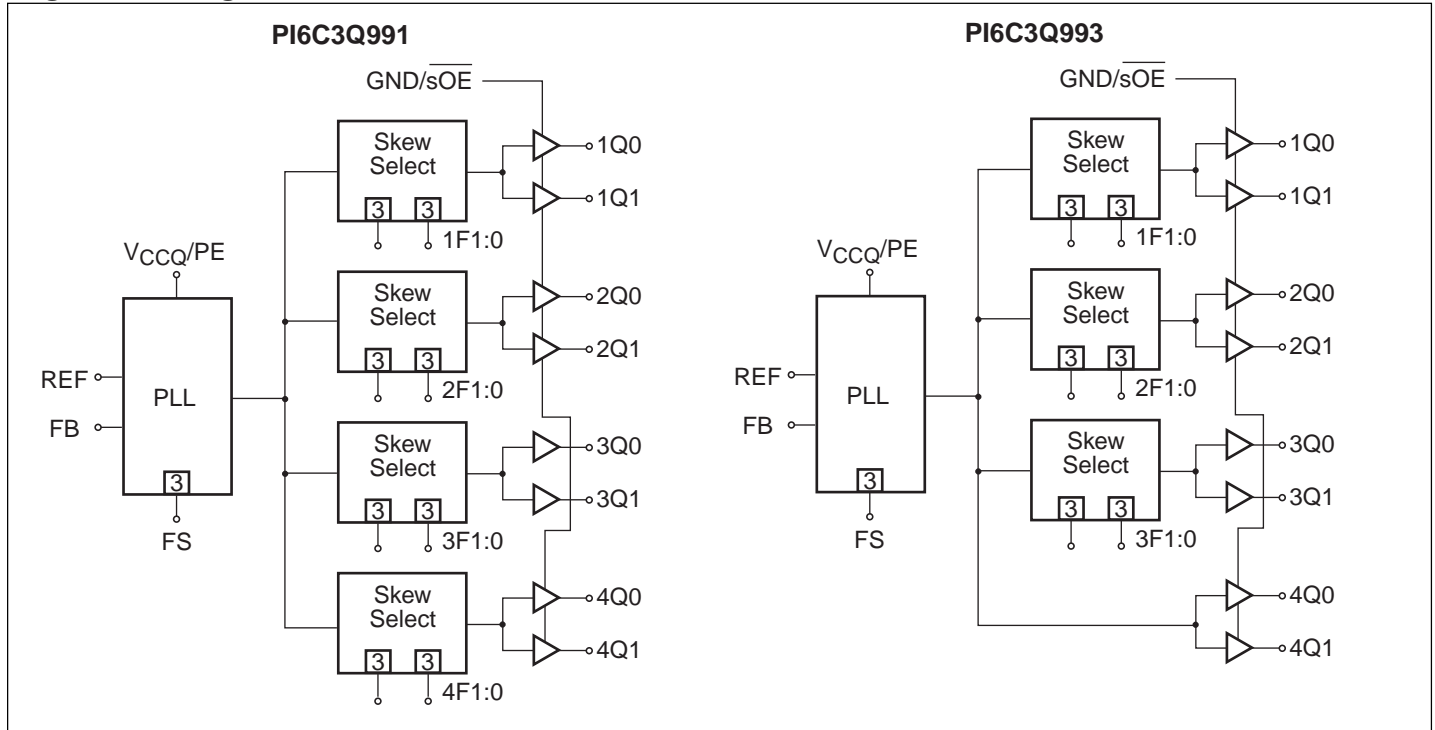 PI6C3Q991
GND/sOE
Skew
Select
3 3
1F1:0
1Q0
1Q1
VCCQ/PE
Skew
Select
3 3
2F1:0
2Q0
2Q1
REF
FB
PLL
3
FS
Skew
Select
3 3
3F1:0
3Q0
3Q1
Skew
Select
3 3
4F1:0
4Q0
4Q1
PI6C3Q993
GND/sOE
Skew
Select
3 3
1F1:0
1Q0
1Q1
VCCQ/PE
Skew
Select
3 3
2F1:0
2Q0
2Q1
REF
FB
PLL
3
FS
Skew
Select
3 3
3F1:0
3Q0
3Q1
4Q0
4Q1